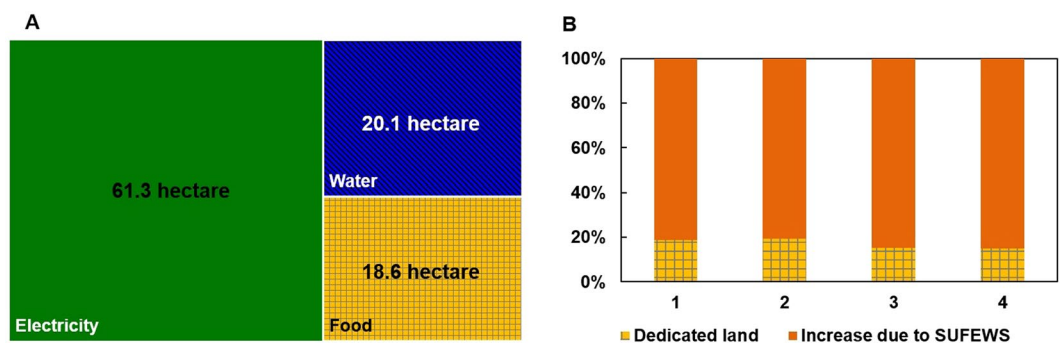 A
61.3 hectare
Electricity
20.1 hectare
Water
18.6 hectare
Food
B
100%
80%
60%
40%
20%
0%
1 2 3 4
Dedicated land Increase due to SUFEWS